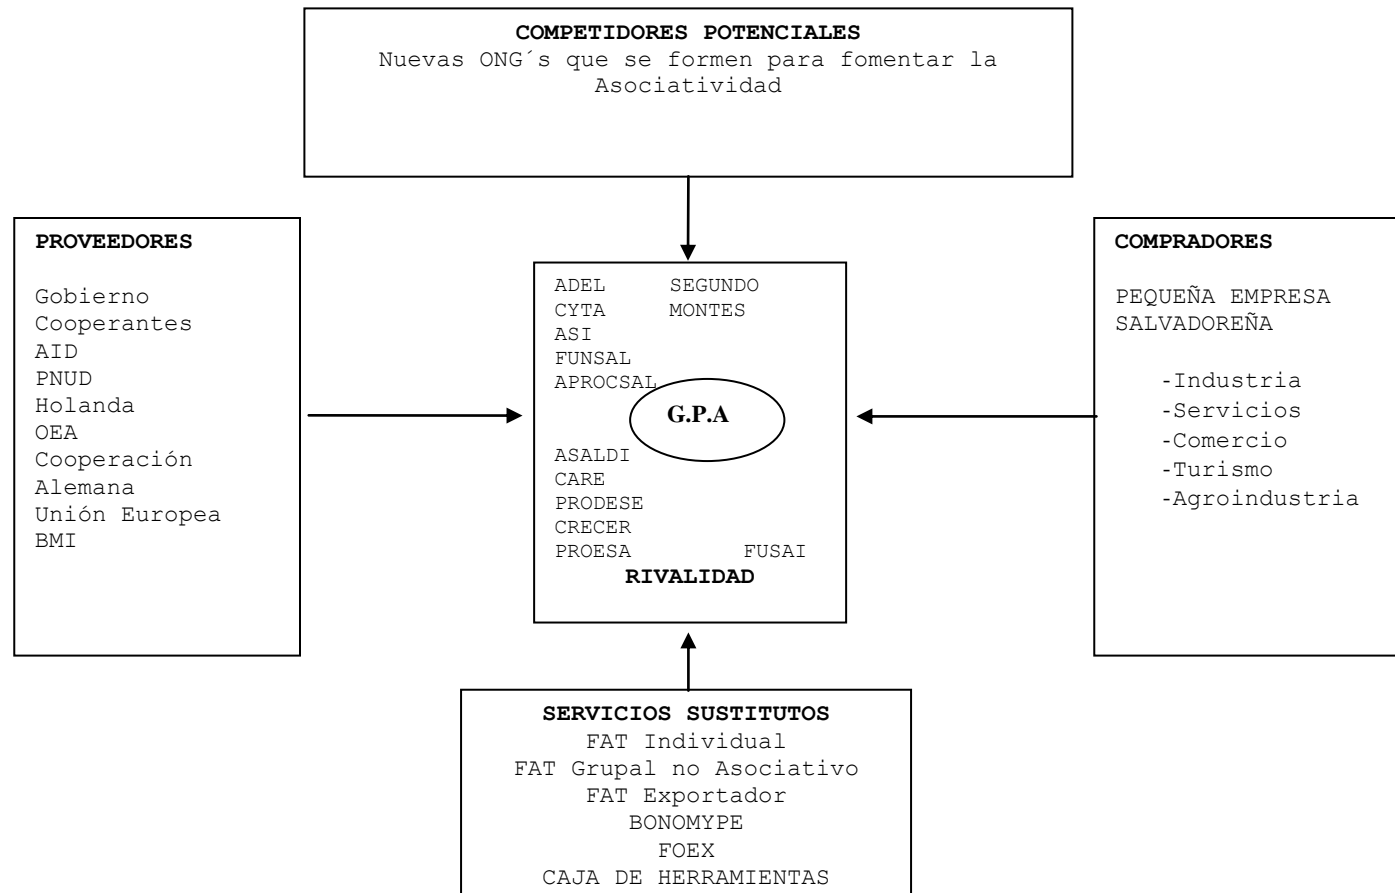 COMPETIDORES POTENCIALES
Nuevas ONG´s que se formen para fomentar la
Asociatividad
PROVEEDORES
Gobierno
Cooperantes
AID
PNUD
Holanda
OEA
Cooperación
Alemana
Unión Europea
BMI
ADEL SEGUNDO
CYTA MONTES
ASI
FUNSAL
APROCSAL
G.P.A
ASALDI
CARE
PRODESE
CRECER
PROESA FUSAI
RIVALIDAD
COMPRADORES
PEQUEÑA EMPRESA
SALVADOREÑA
-Industria
-Servicios
-Comercio
-Turismo
-Agroindustria
SERVICIOS SUSTITUTOS
FAT Individual
FAT Grupal no Asociativo
FAT Exportador
BONOMYPE
FOEX
CAJA DE HERRAMIENTAS